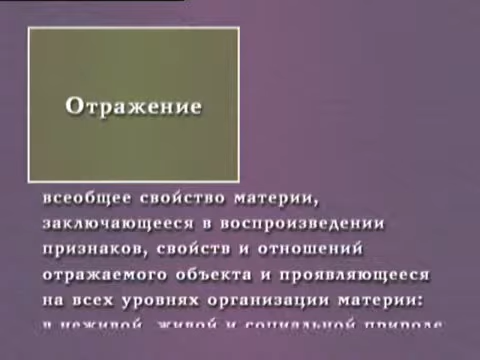 Отражение
всеобщее свойство материи,
заключающееся в воспроизведении
признаков, свойств и отношений
отражаемого объекта и проявляющееся
на всех уровнях организации материи:
в неживой, живой и социальной природе